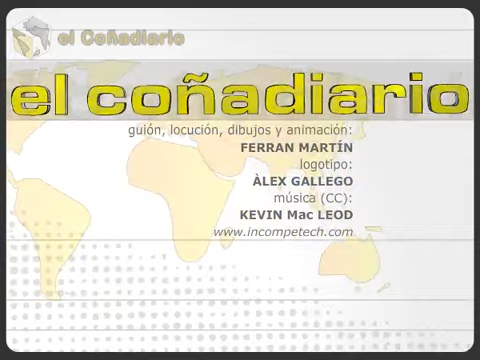 el Coñadiario
el coñadiario
guión, locución, dibujos y animación:
FERRAN MARTÍN
logotipo:
ÀLEX GALLEGO
música (CC):
KEVIN Mac LEOD
www.incompetech.com